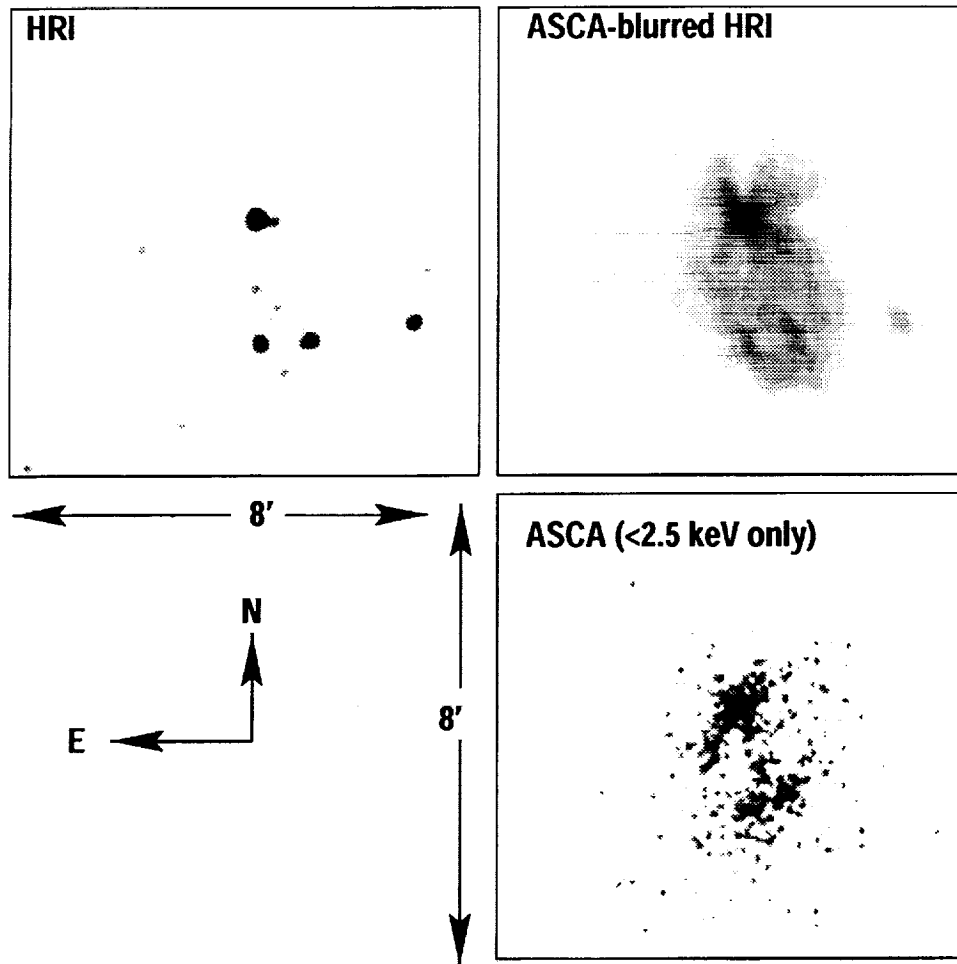 HRI
ASCA-blurred HRI
8'
ASCA (<2.5 keV only)
N
8'
E